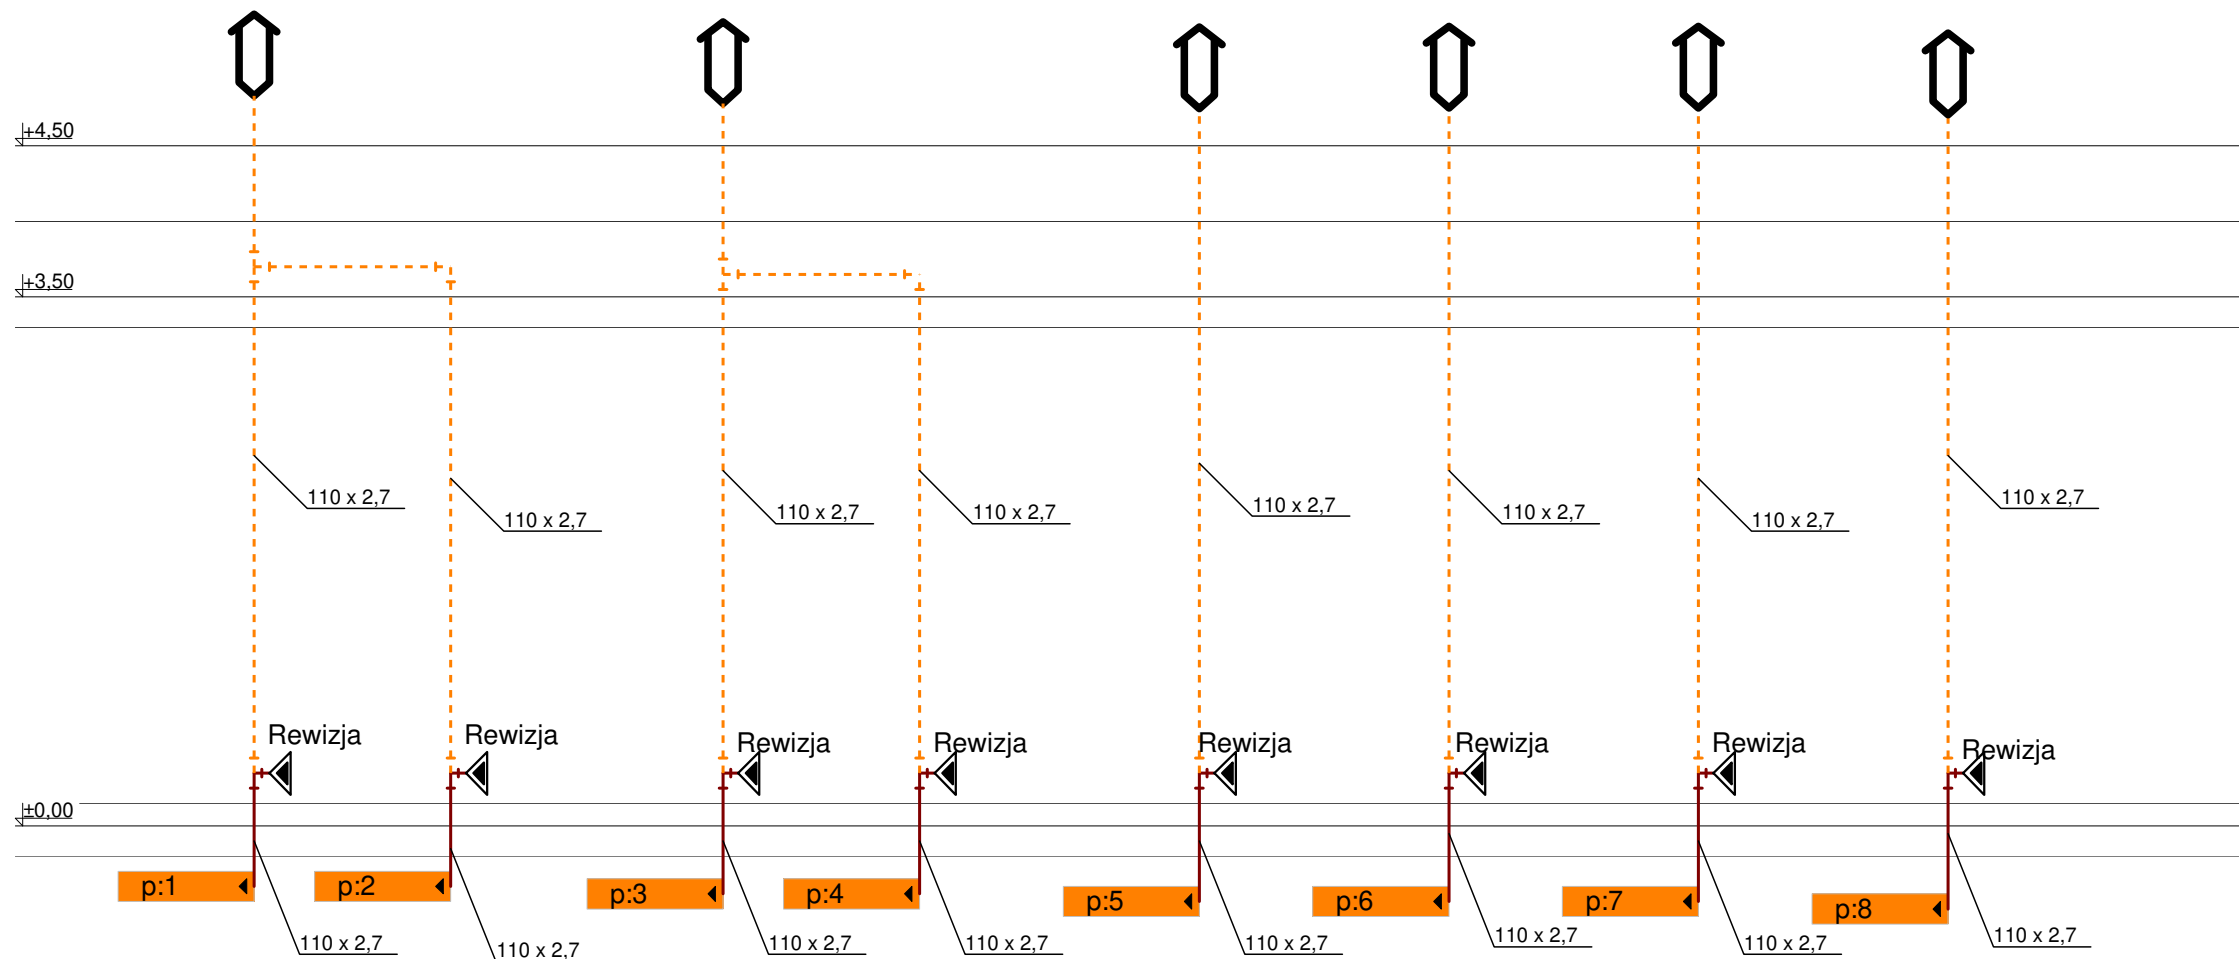 +4,50
+3,50
110 x 2,7
110 x 2,7
110 x 2,7
110 x 2,7
110 x 2,7
110 x 2,7
110 x 2,7
110 x 2,7
Rewizja
Rewizja
Rewizja
Rewizja
Rewizja
Rewizja
Rewizja
Rewizja
±0,00
p:1
p:2
p:3
p:4
p:5
p:6
p:7
p:8
110 x 2,7
110 x 2,7
110 x 2,7
110 x 2,7
110 x 2,7
110 x 2,7
110 x 2,7
110 x 2,7